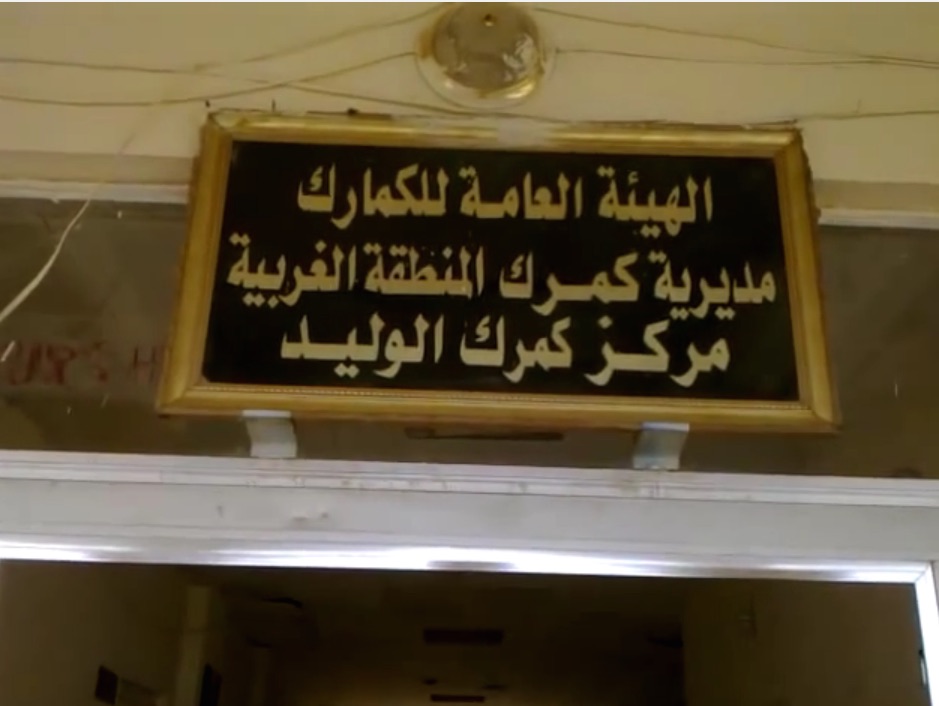 الهيئة العامة للكمارك
مديرية كمرك المنطقة الغربية
مركز كمرك الوليد